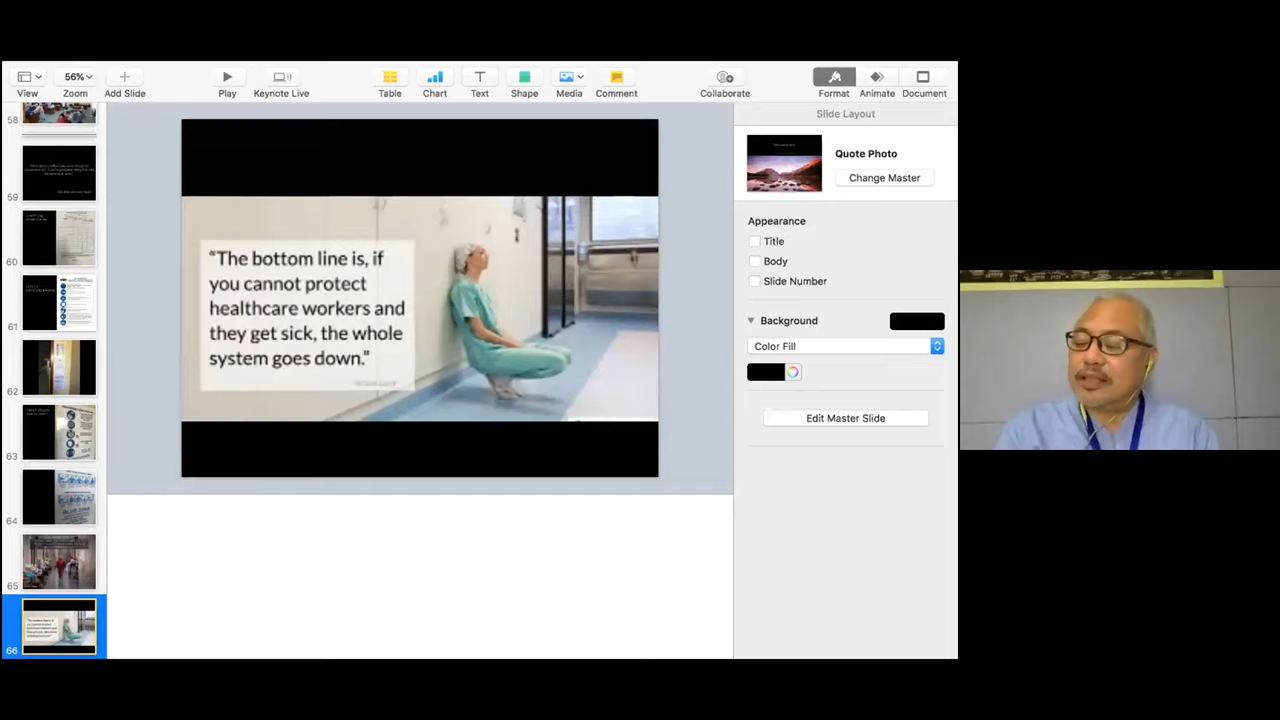 View
56%
Zoom
Add Slide
Play
Keynote Live
Table
Chart
Text
Shape
Media
Comment
Collaborate
Format
Animate
Document
58
59
60
61
62
63
64
65
66
“The bottom line is, if
you cannot protect
healthcare workers and
they get sick, the whole
system goes down.”
Slide Layout
Quote Photo
Change Master
Appearance
Title
Body
Slide Number
Background
Color Fill
Edit Master Slide